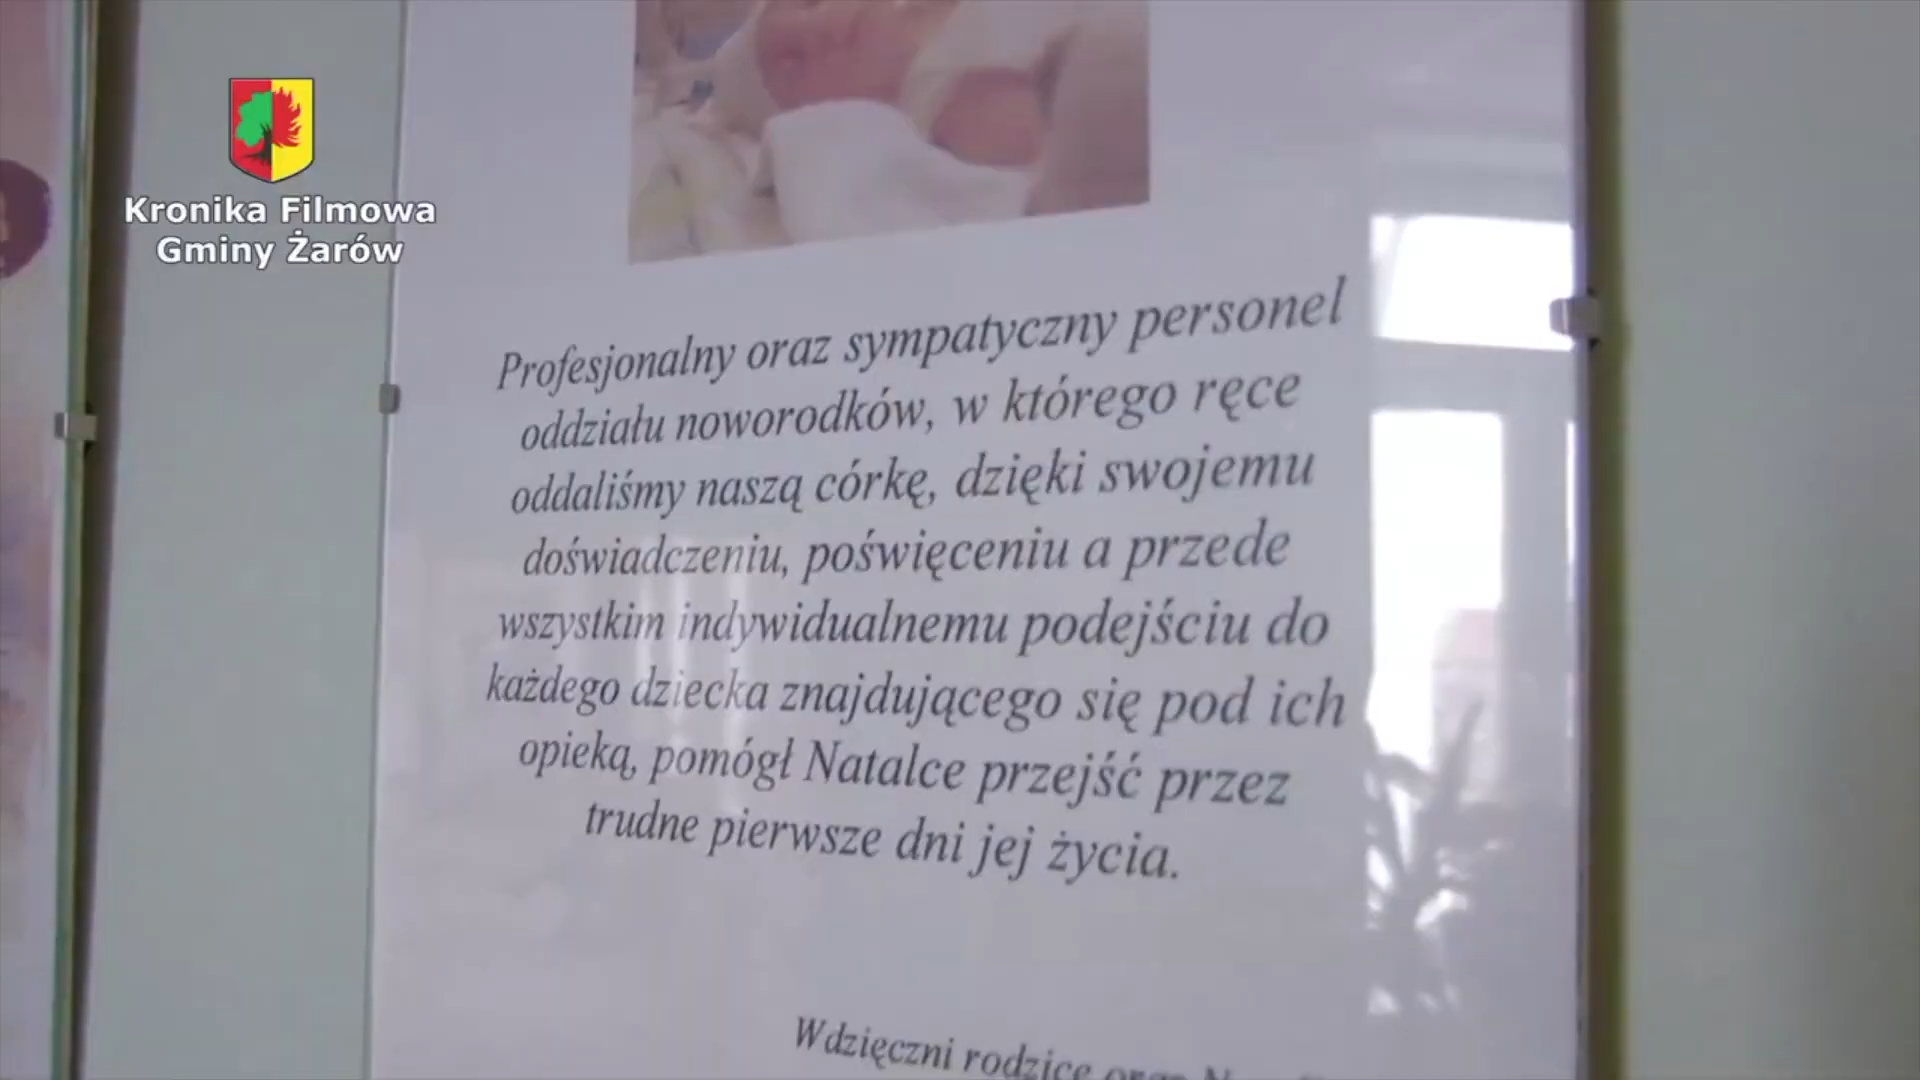 Kronika Filmowa
Gminy Żarów
Profesjonalny oraz sympatyczny personel
oddziału noworodków, w którego ręce
oddaliśmy naszą córkę, dzięki swojemu
doświadczeniu, poświęceniu a przede
wszystkim indywidualnemu podejściu do
każdego dziecka znajdującego się pod ich
opieką, pomógł Natalce przejść przez
trudne pierwsze dni jej życia.
Wdzięczni rodzice oraz